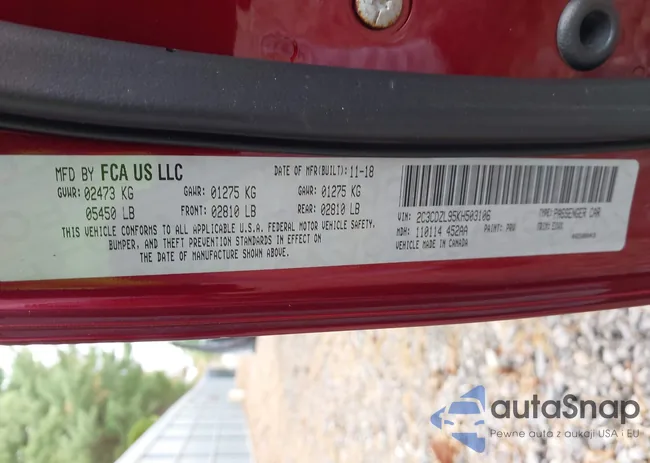 MFD BY FCA US LLC DATE OF MFR(BUILT): 11-18
GVWR: 02473 KG GAWR: 01275 KG GAWR: 01275 KG
05450 LB FRONT: 02810 LB REAR: 02810 LB
THIS VEHICLE CONFORMS TO ALL APPLICABLE U.S.A. FEDERAL MOTOR VEHICLE SAFETY,
BUMPER, AND THEFT PREVENTION STANDARDS IN EFFECT ON
THE DATE OF MANUFACTURE SHOWN ABOVE.
VIN: 2C3CDZL95KH503106 TYPE: PASSENGER CAR
MDH: 110114 452AA PAINT: PRV
VEHICLE MADE IN CANADA
autaSnap
Pewne auta z aukcji USA i EU